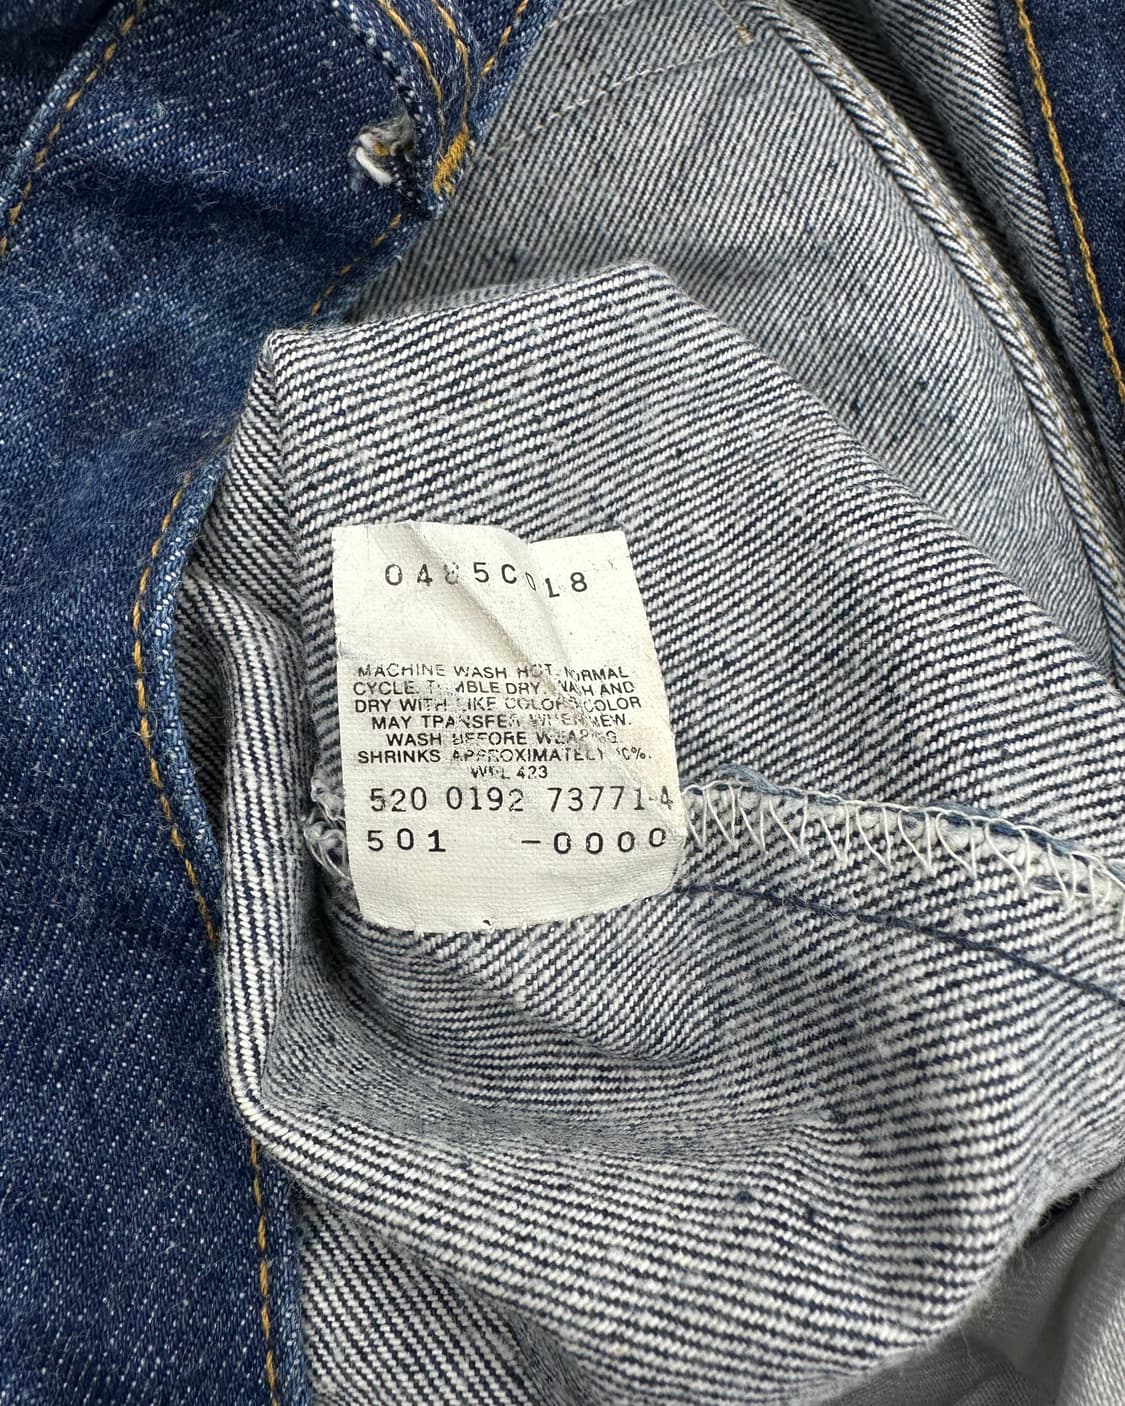 0485COL8
MACHINE WASH HOT, NORMAL
CYCLE. TUMBLE DRY. WASH AND
DRY WITH LIKE COLORS COLOR
MAY TRANSFER WHEN NEW.
WASH BEFORE WEARING
SHRINKS APPROXIMATELY 10%.
WPL 423
520 0192 73771-4
501 -0000